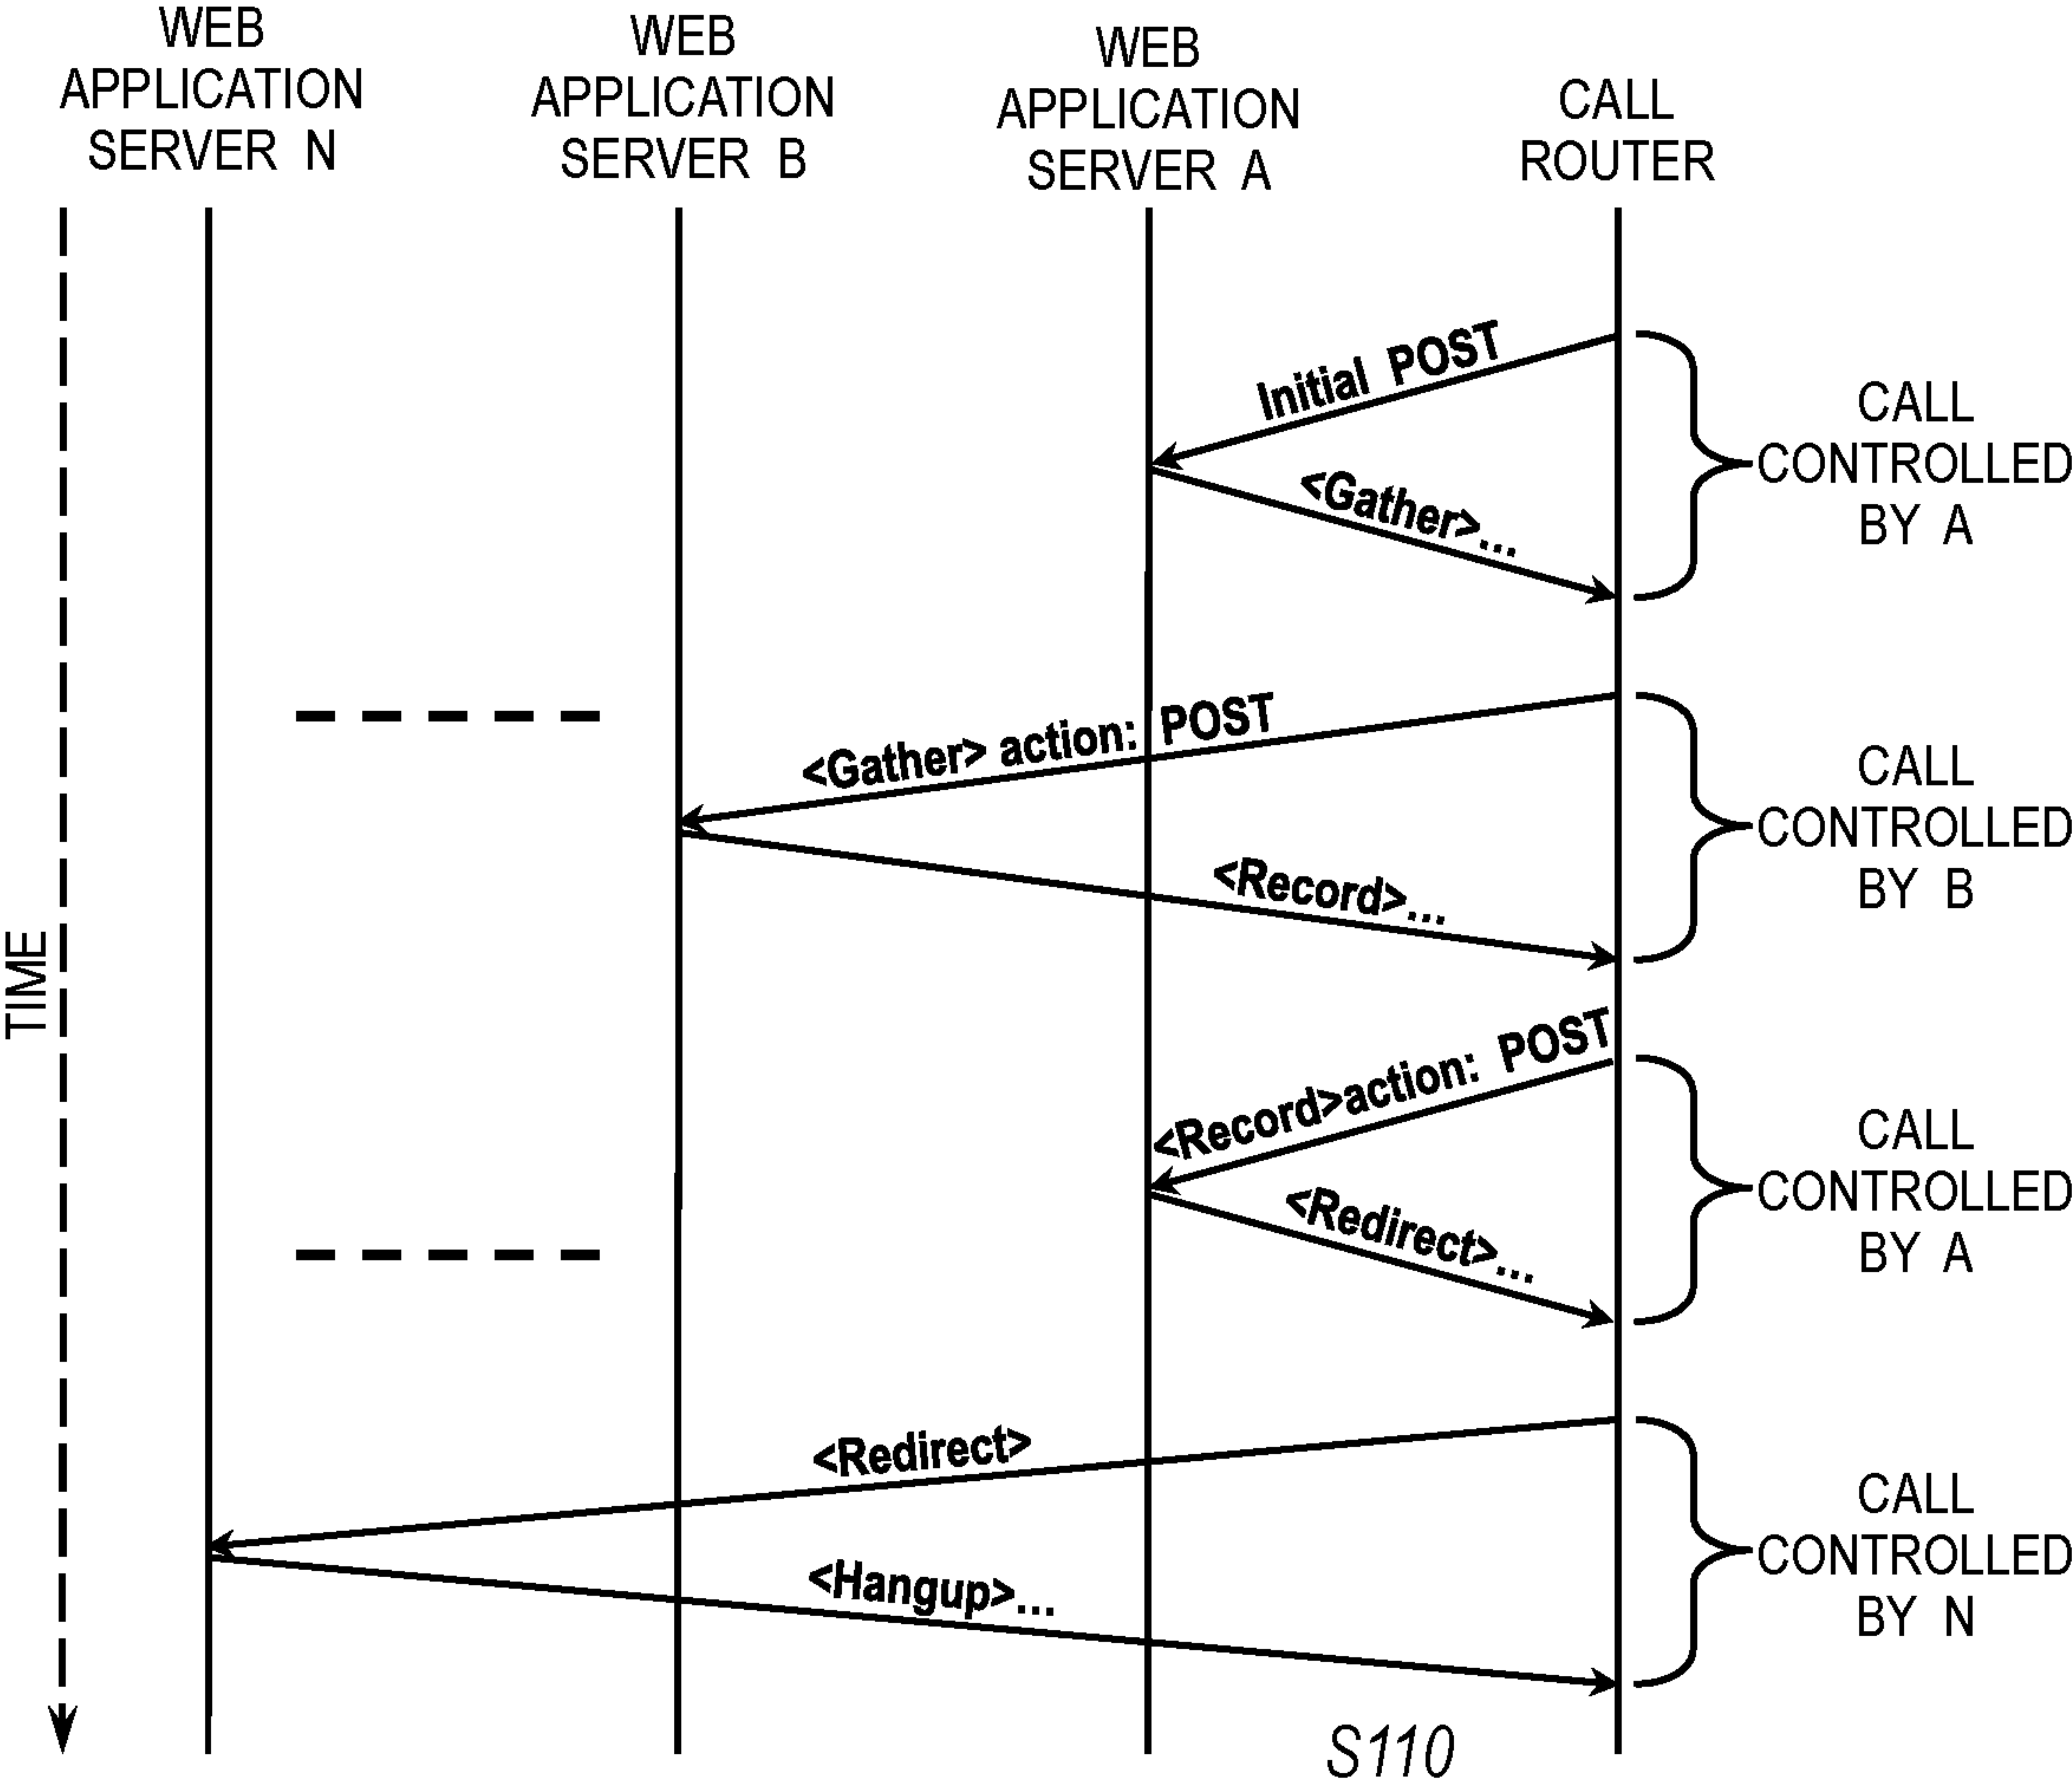 WEB
APPLICATION
SERVER N
WEB
APPLICATION
SERVER B
WEB
APPLICATION
SERVER A
CALL
ROUTER
Initial POST
<Gather>...
CALL
CONTROLLED
BY A
<Gather> action: POST
<Record>...
CALL
CONTROLLED
BY B
TIME
<Record>action: POST
<Redirect>...
CALL
CONTROLLED
BY A
<Redirect>
<Hangup>...
CALL
CONTROLLED
BY N
S110